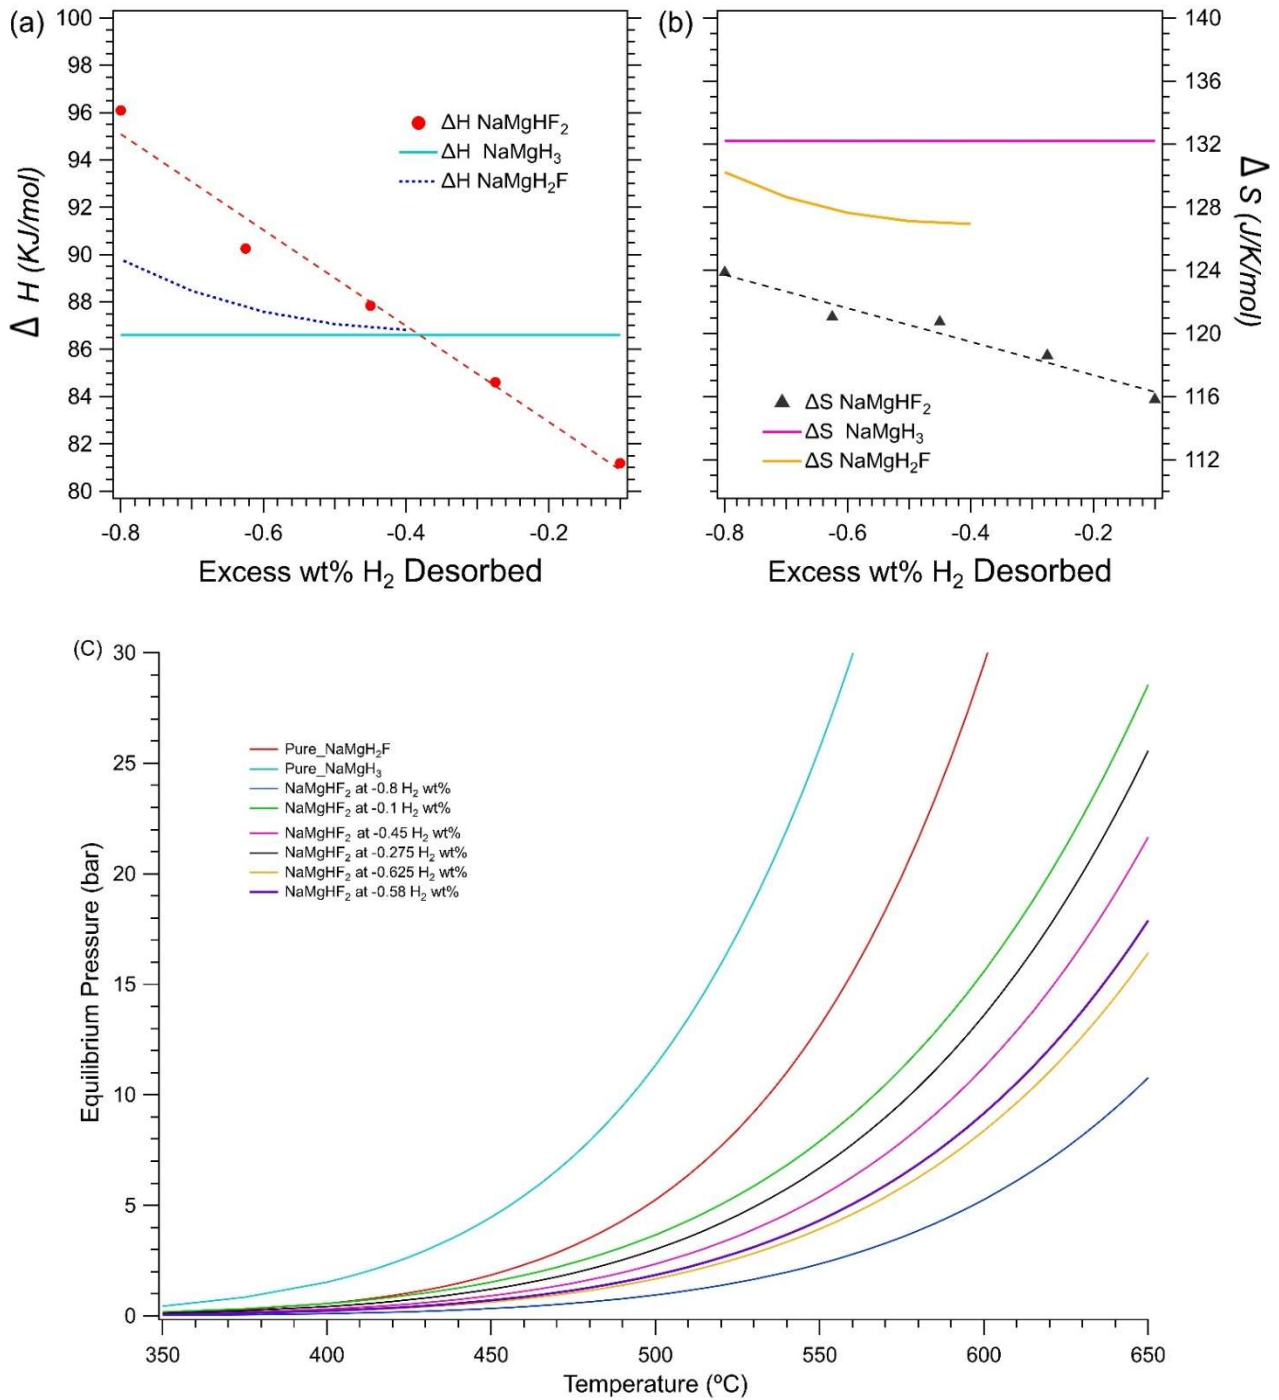 (a)
100
98
96
94
92
90
88
86
84
82
80
Δ H (KJ/mol)
ΔH NaMgHF₂
ΔH NaMgH₃
ΔH NaMgH₂F
-0.8
-0.6
-0.4
-0.2
Excess wt% H₂ Desorbed
(b)
140
136
132
128
124
120
116
112
Δ S (J/K/mol)
ΔS NaMgHF₂
ΔS NaMgH₃
ΔS NaMgH₂F
-0.8
-0.6
-0.4
-0.2
Excess wt% H₂ Desorbed
(C)
30
25
20
15
10
5
0
Equilibrium Pressure (bar)
Pure_NaMgH₂F
Pure_NaMgH₃
NaMgHF₂ at -0.8 H₂ wt%
NaMgHF₂ at -0.1 H₂ wt%
NaMgHF₂ at -0.45 H₂ wt%
NaMgHF₂ at -0.275 H₂ wt%
NaMgHF₂ at -0.625 H₂ wt%
NaMgHF₂ at -0.58 H₂ wt%
350
400
450
500
550
600
650
Temperature (ºC)